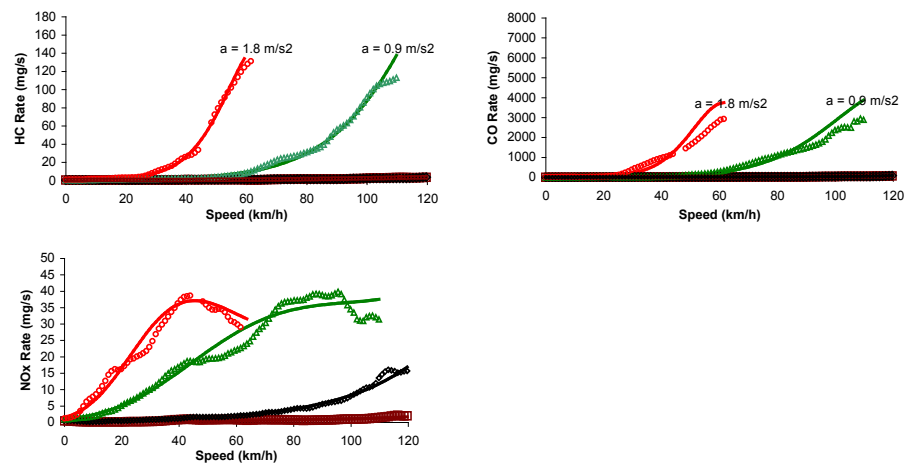 180
160
140
120
100
80
60
40
20
0
HC Rate (mg/s)
a = 1.8 m/s2
a = 0.9 m/s2
0 20 40 60 80 100 120
Speed (km/h)
8000
7000
6000
5000
4000
3000
2000
1000
0
CO Rate (mg/s)
a = 1.8 m/s2
a = 0.9 m/s2
0 20 40 60 80 100 120
Speed (km/h)
50
45
40
35
30
25
20
15
10
5
0
NOx Rate (mg/s)
0 20 40 60 80 100 120
Speed (km/h)